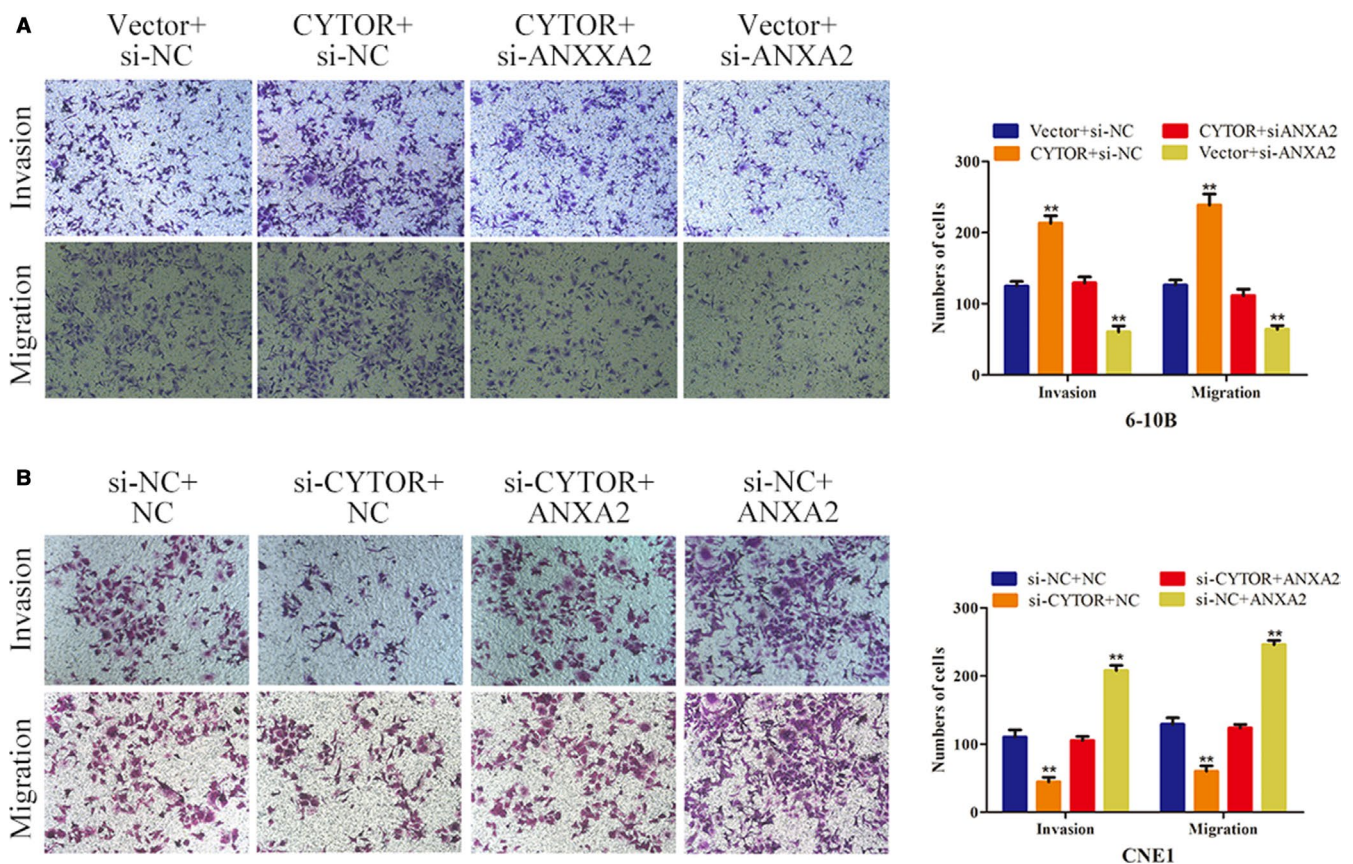 A
Vector+
si-NC
CYTOR+
si-NC
CYTOR+
si-ANXXA2
Vector+
si-ANXA2
Invasion
Migration
Vector+si-NC
CYTOR+siANXA2
CYTOR+si-NC
Vector+si-ANXA2
Numbers of cells
300
200
100
0
**
**
**
**
Invasion
Migration
6-10B
B
si-NC+
NC
si-CYTOR+
NC
si-CYTOR+
ANXA2
si-NC+
ANXA2
Invasion
Migration
si-NC+NC
si-CYTOR+ANXA2
si-CYTOR+NC
si-NC+ANXA2
Numbers of cells
300
200
100
0
**
**
**
**
Invasion
Migration
CNE1